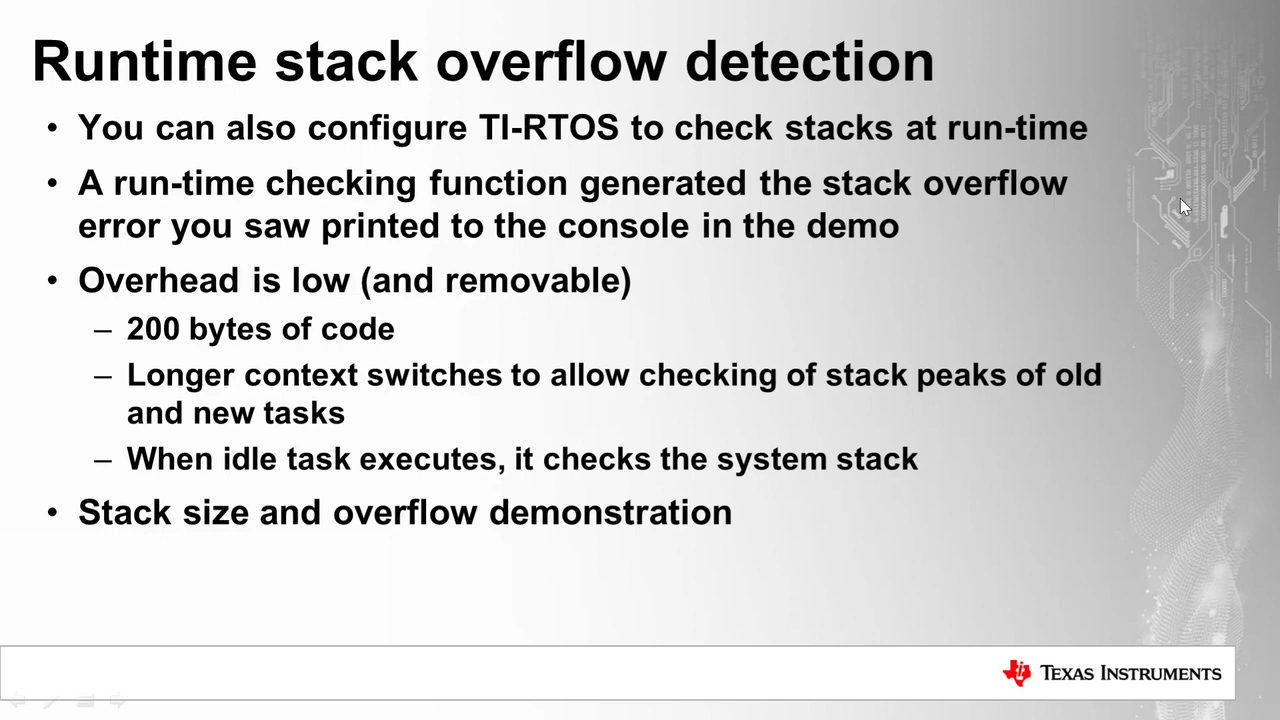 Runtime stack overflow detection
• You can also configure TI-RTOS to check stacks at run-time
• A run-time checking function generated the stack overflow
error you saw printed to the console in the demo
• Overhead is low (and removable)
– 200 bytes of code
– Longer context switches to allow checking of stack peaks of old
and new tasks
– When idle task executes, it checks the system stack
• Stack size and overflow demonstration
TEXAS INSTRUMENTS